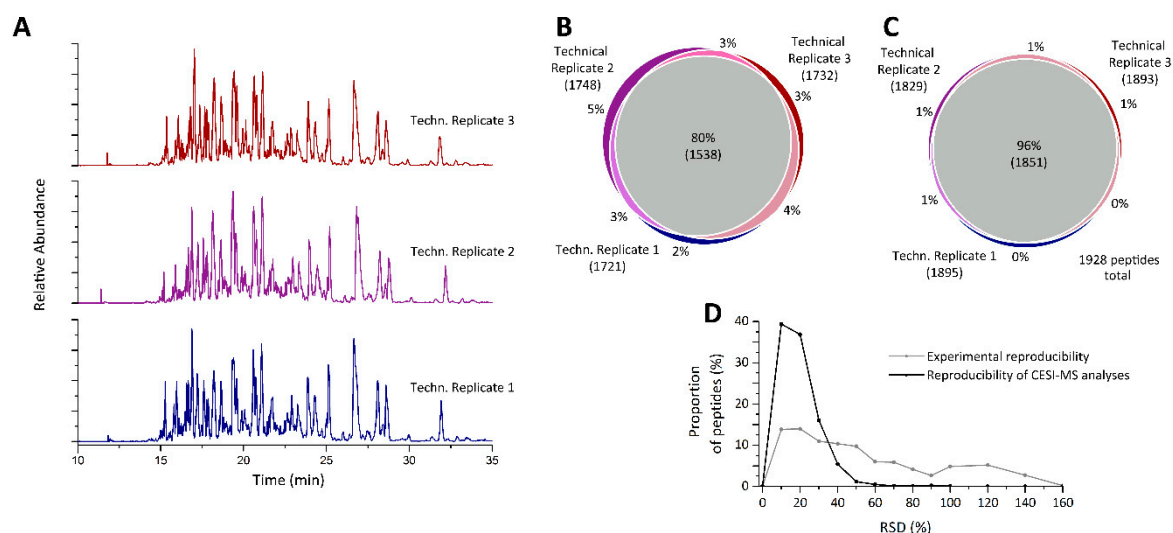 A
Relative Abundance
Techn. Replicate 3
Techn. Replicate 2
Techn. Replicate 1
10
15
20
25
30
35
Time (min)
B
Technical
Replicate 2
(1748)
3%
Technical
Replicate 3
(1732)
3%
5%
80%
(1538)
4%
3%
2%
Techn. Replicate 1
(1721)
C
Technical
Replicate 2
(1829)
1%
Technical
Replicate 3
(1893)
1%
1%
96%
(1851)
1%
0%
Techn. Replicate 1
(1895)
0%
1928 peptides
total
D
Proportion
of peptides (%)
40
30
20
10
0
Experimental reproducibility
Reproducibility of CESI-MS analyses
0
20
40
60
80
100
120
140
160
RSD (%)